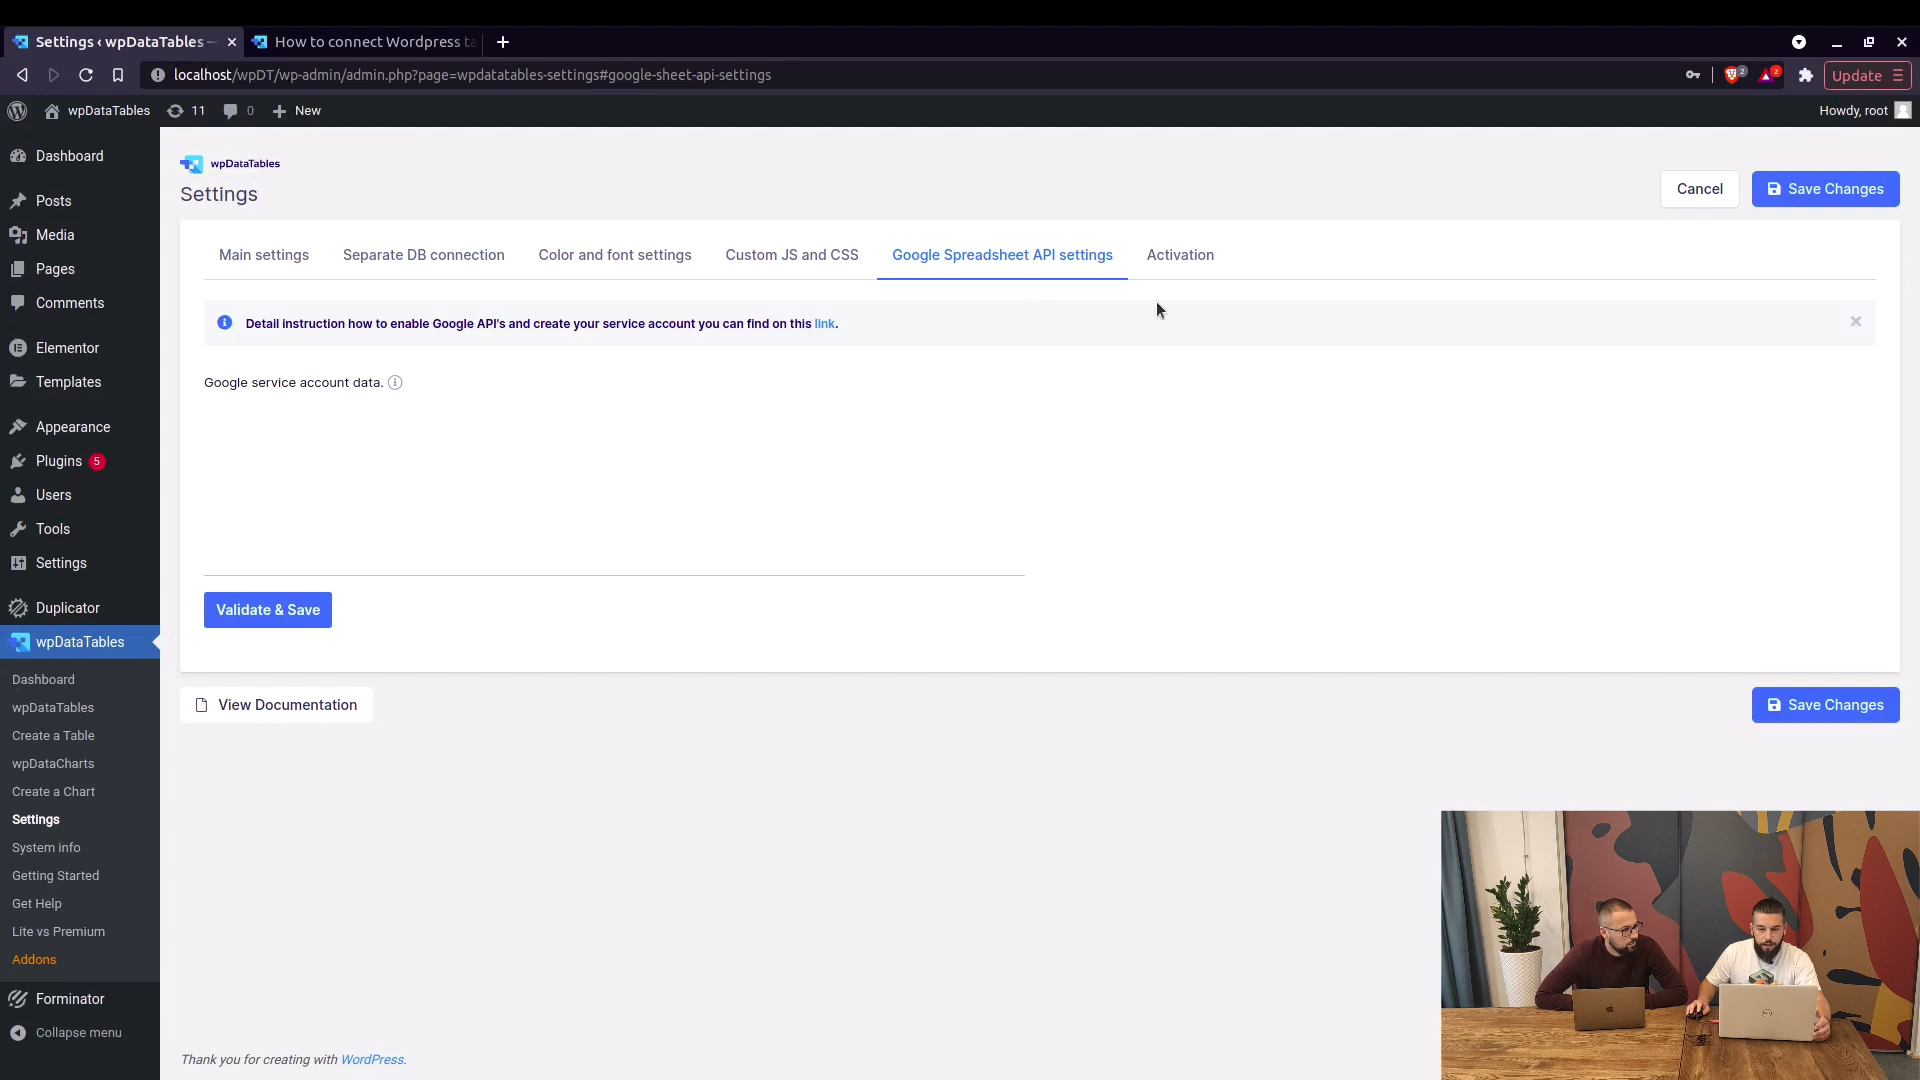 Settings ‹ wpDataTables –
How to connect Wordpress ta
localhost/wpDT/wp-admin/admin.php?page=wpdatatables-settings#google-sheet-api-settings
2
2
Update
wpDataTables
11
0
New
Howdy, root
Dashboard
Posts
Media
Pages
Comments
Elementor
Templates
Appearance
Plugins 5
Users
Tools
Settings
Duplicator
wpDataTables
Dashboard
wpDataTables
Create a Table
wpDataCharts
Create a Chart
Settings
System info
Getting Started
Get Help
Lite vs Premium
Addons
Forminator
Collapse menu
wpDataTables
Settings
Cancel
Save Changes
Main settings
Separate DB connection
Color and font settings
Custom JS and CSS
Google Spreadsheet API settings
Activation
Detail instruction how to enable Google API's and create your service account you can find on this link.
Google service account data.
Validate & Save
View Documentation
Save Changes
Thank you for creating with WordPress.